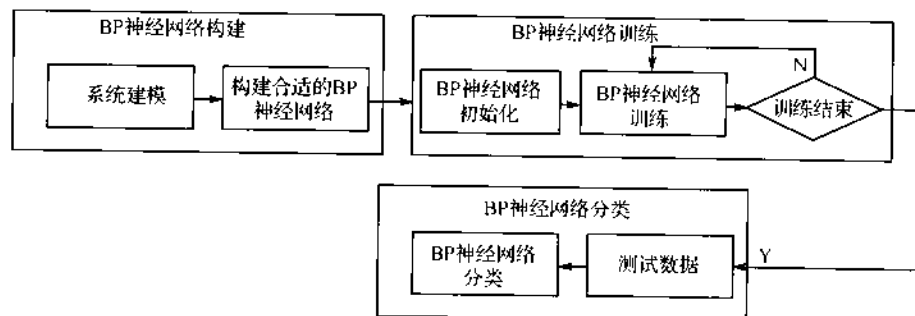 BP神经网络构建
系统建模
构建合适的BP
神经网络
BP神经网络训练
BP神经网络
初始化
BP神经网络
训练
N
训练结束
Y
BP神经网络分类
测试数据
BP神经网络
分类